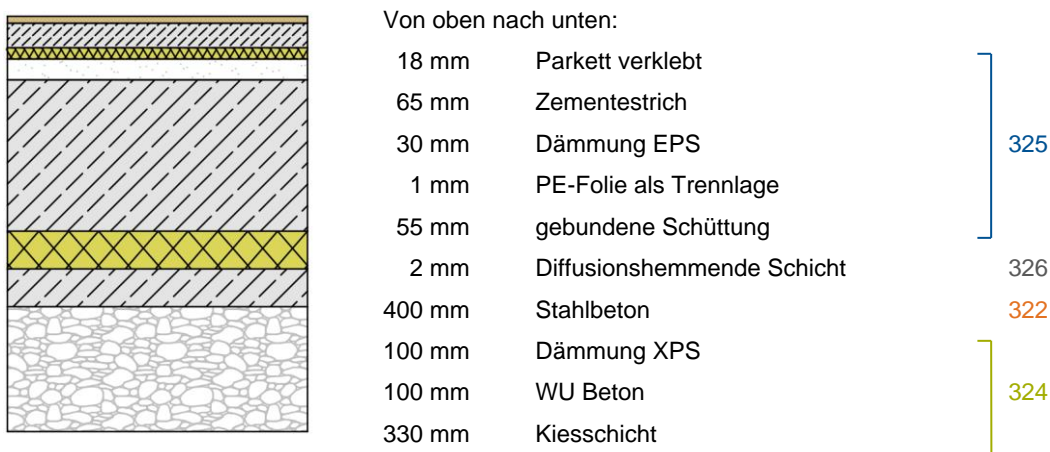 Von oben nach unten:
18 mm Parkett verklebt
65 mm Zementestrich
30 mm Dämmung EPS 325
1 mm PE-Folie als Trennlage
55 mm gebundene Schüttung
2 mm Diffusionshemmende Schicht 326
400 mm Stahlbeton 322
100 mm Dämmung XPS
100 mm WU Beton 324
330 mm Kiesschicht